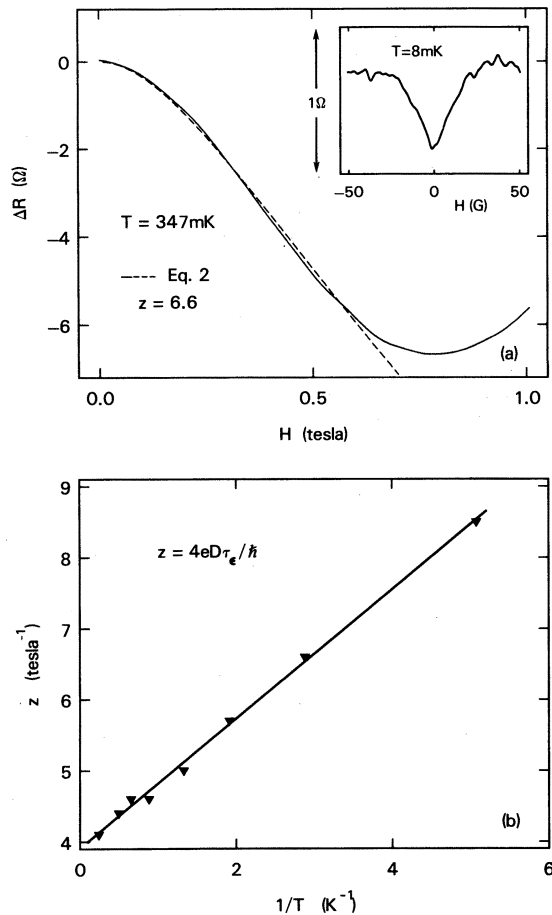 0
−2
−4
−6
ΔR (Ω)
T = 347mK
Eq. 2
z = 6.6
1Ω
T=8mK
−50 0 50
H (G)
(a)
0.0 0.5 1.0
H (tesla)
9
8
7
6
5
4
z (tesla⁻¹)
z = 4eDτ_ϵ/ℏ
(b)
0 2 4 6
1/T (K⁻¹)